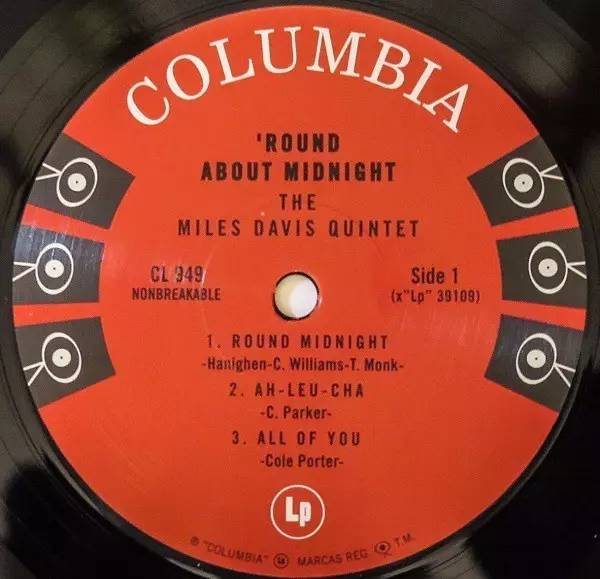 COLUMBIA
'ROUND
ABOUT MIDNIGHT
THE
MILES DAVIS QUINTET
CL 949
NONBREAKABLE
Side 1
(x"Lp" 39109)
1. ROUND MIDNIGHT
-Hanighen-C. Williams-T. Monk-
2. AH-LEU-CHA
-C. Parker-
3. ALL OF YOU
-Cole Porter-
Lp
℗ "COLUMBIA" Lp MARCAS REG T.M.